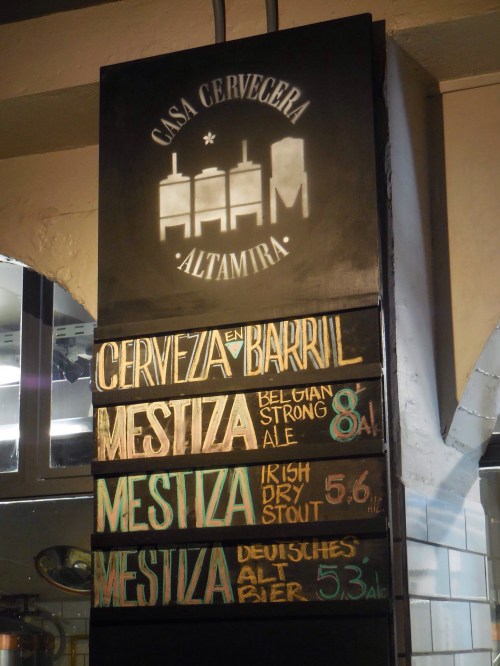 CASA CERVECERA
·ALTAMIRA·
CERVEZA EN BARRIL
MESTIZA BELGIAN STRONG ALE 8°
MESTIZA IRISH DRY STOUT 5.6
MESTIZA DEUTSCHES ALT BIER 5,3